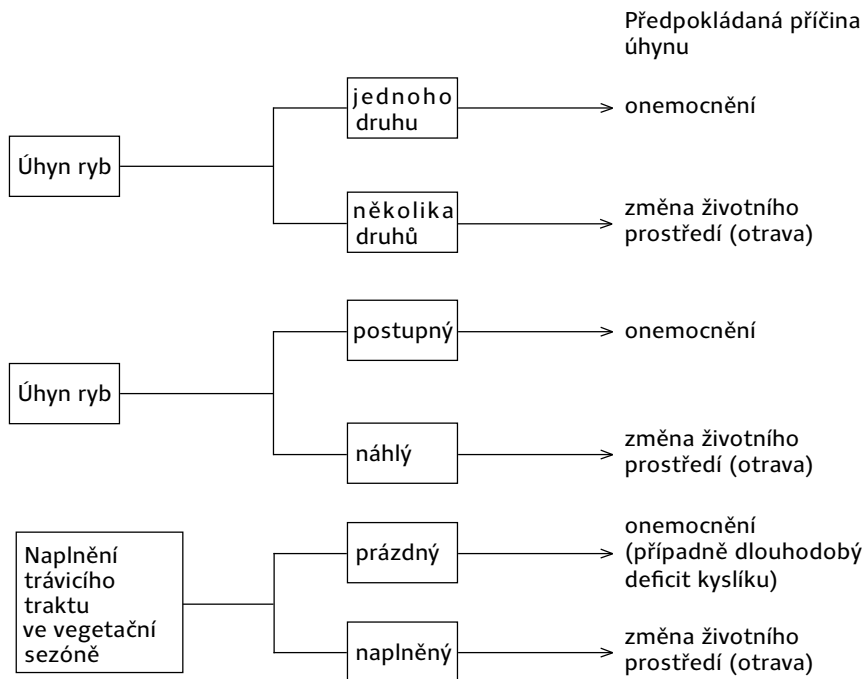 Předpokládaná příčina
úhynu
jednoho
druhu
onemocnění
Úhyn ryb
několika
druhů
změna životního
prostředí (otrava)
postupný
onemocnění
Úhyn ryb
náhlý
změna životního
prostředí (otrava)
Naplnění
trávicího
traktu
ve vegetační
sezóně
prázdný
onemocnění
(případně dlouhodobý
deficit kyslíku)
naplněný
změna životního
prostředí (otrava)